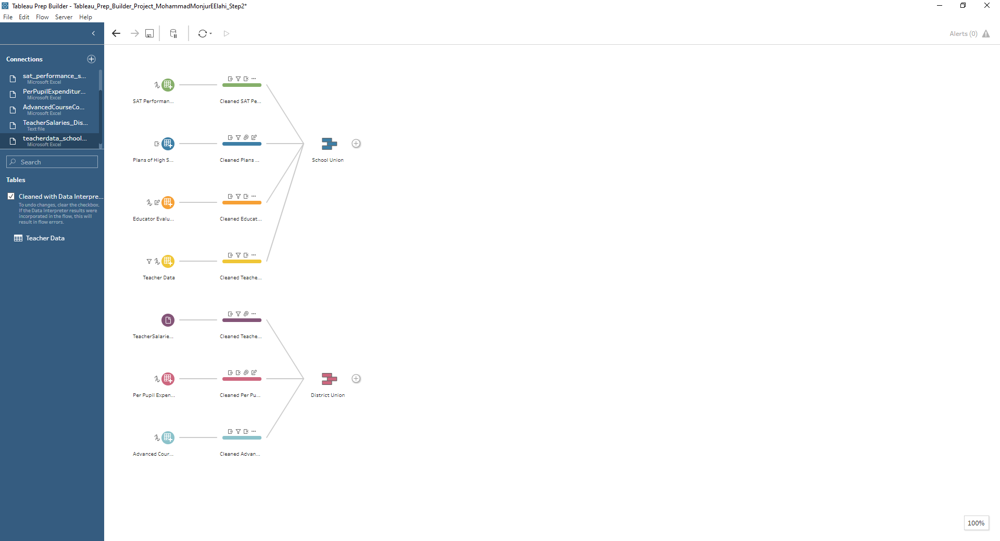 Tableau Prep Builder - Tableau_Prep_Builder_Project_MohammadMonjurEElahi_Step2*
File Edit Flow Server Help
Alerts (0)
Connections
sat_performance_s...
Microsoft Excel
PerPupilExpenditur...
Microsoft Excel
AdvancedCourseCo...
Microsoft Excel
TeacherSalaries_Dis...
Text file
teacherdata_school...
Microsoft Excel
Search
Tables
Cleaned with Data Interpre...
To undo changes, clear the checkbox.
If the Data Interpreter results were
incorporated in the flow, this will
result in flow errors.
Teacher Data
SAT Performan...
Cleaned SAT Pe...
Plans of High S...
Cleaned Plans ...
School Union
Educator Evalu...
Cleaned Educat...
Teacher Data
Cleaned Teache...
TeacherSalarie...
Cleaned Teache...
Per Pupil Expen...
Cleaned Per Pu...
District Union
Advanced Cour...
Cleaned Advan...
100%